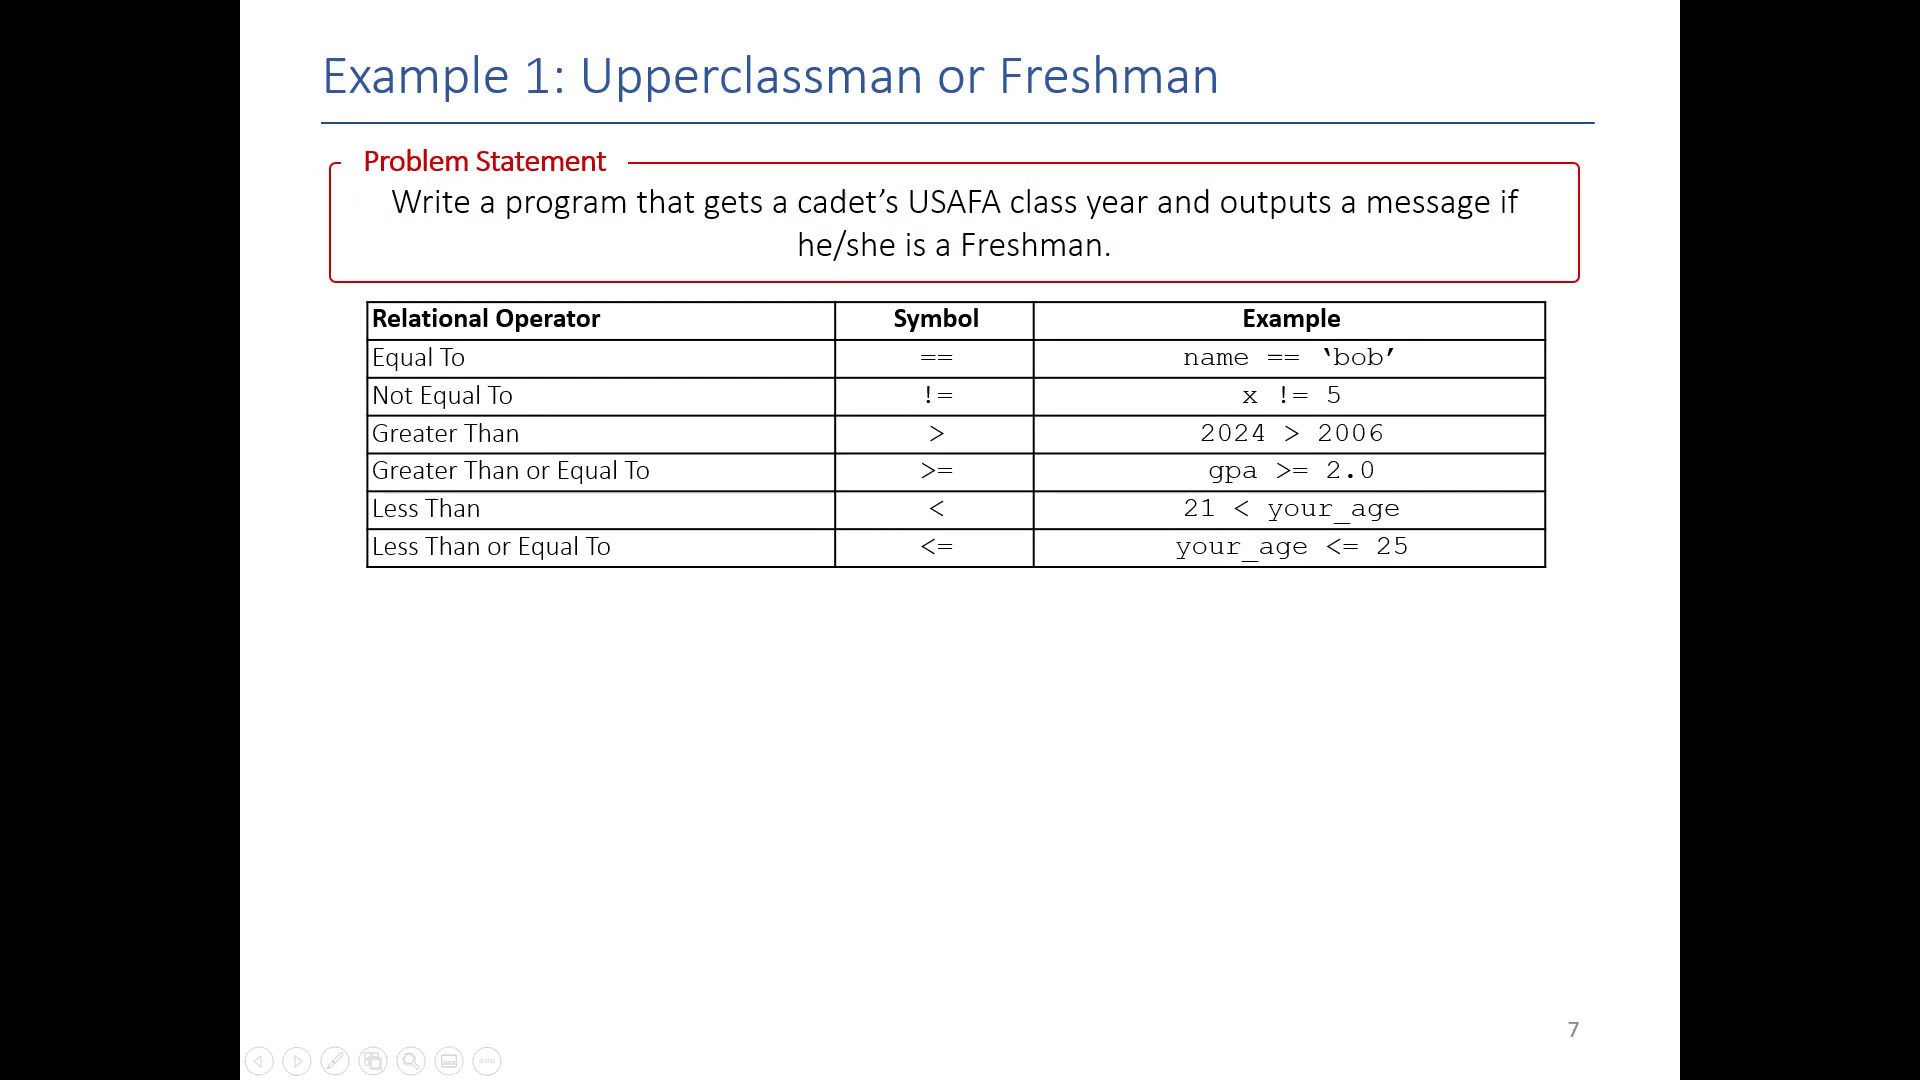 Example 1: Upperclassman or Freshman
Problem Statement
Write a program that gets a cadet’s USAFA class year and outputs a message if
he/she is a Freshman.
Relational Operator Symbol Example
Equal To == name == ‘bob’
Not Equal To != x != 5
Greater Than > 2024 > 2006
Greater Than or Equal To >= gpa >= 2.0
Less Than < 21 < your_age
Less Than or Equal To <= your_age <= 25
7